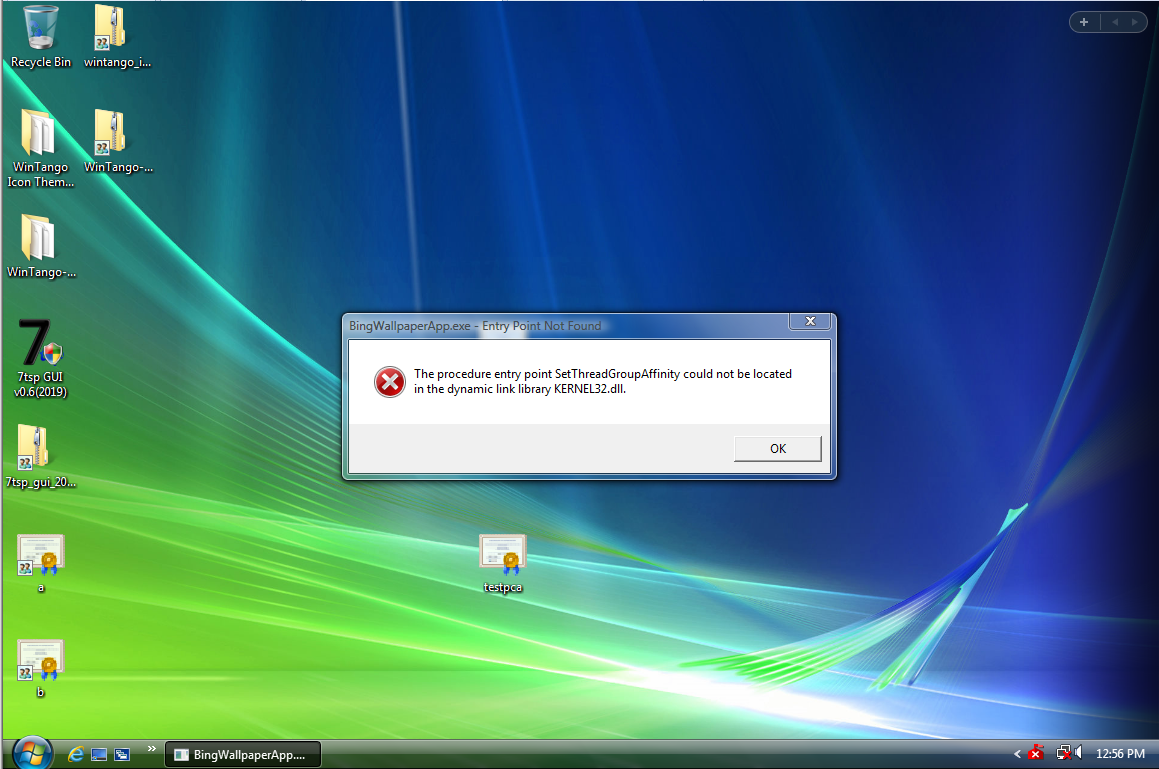 Recycle Bin
wintango_i...
WinTango
Icon Them...
WinTango-...
WinTango-...
7
7tsp GUI
v0.6(2019)
7tsp_gui_20...
a
testpca
b
BingWallpaperApp.exe - Entry Point Not Found
The procedure entry point SetThreadGroupAffinity could not be located
in the dynamic link library KERNEL32.dll.
OK
BingWallpaperApp....
12:56 PM